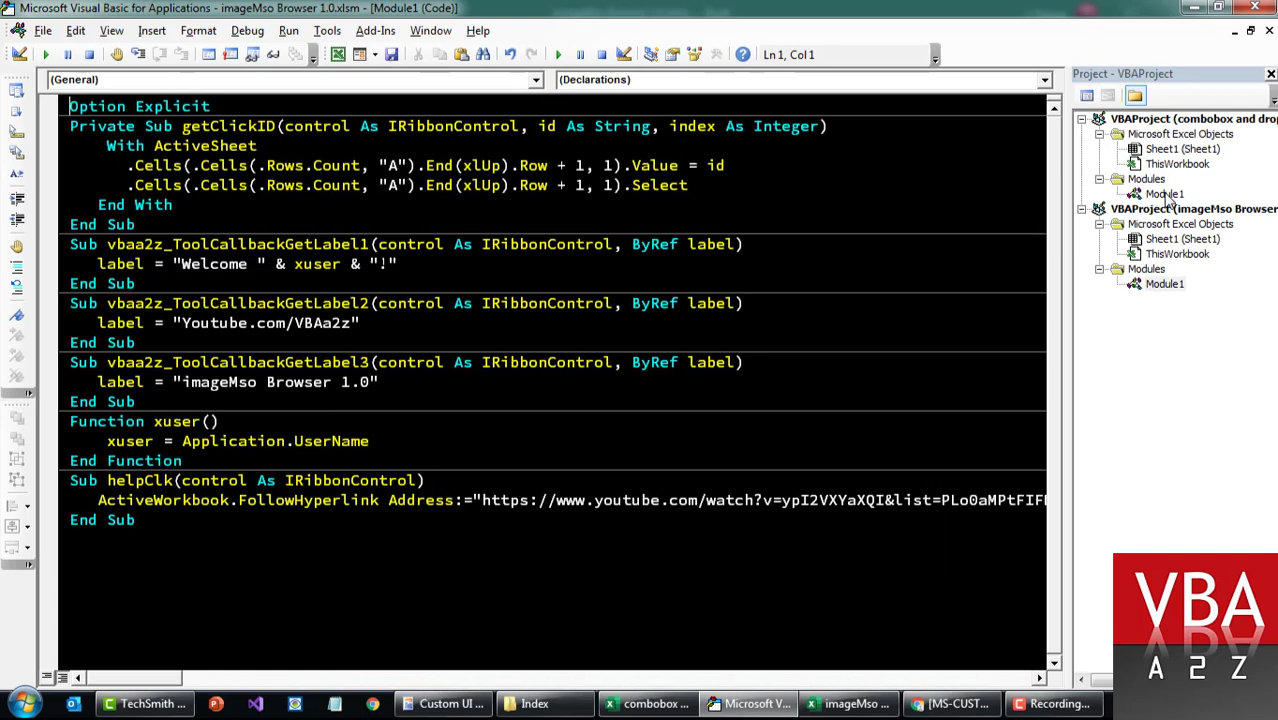 Microsoft Visual Basic for Applications - imageMso Browser 1.0.xlsm - [Module1 (Code)]
File Edit View Insert Format Debug Run Tools Add-Ins Window Help
Ln 1, Col 1
(General) (Declarations)
Option Explicit
Private Sub getClickID(control As IRibbonControl, id As String, index As Integer)
With ActiveSheet
.Cells(.Cells(.Rows.Count, "A").End(xlUp).Row + 1, 1).Value = id
.Cells(.Cells(.Rows.Count, "A").End(xlUp).Row + 1, 1).Select
End With
End Sub
Sub vbaa2z_ToolCallbackGetLabel1(control As IRibbonControl, ByRef label)
label = "Welcome " & xuser & "!"
End Sub
Sub vbaa2z_ToolCallbackGetLabel2(control As IRibbonControl, ByRef label)
label = "Youtube.com/VBAa2z"
End Sub
Sub vbaa2z_ToolCallbackGetLabel3(control As IRibbonControl, ByRef label)
label = "imageMso Browser 1.0"
End Sub
Function xuser()
xuser = Application.UserName
End Function
Sub helpClk(control As IRibbonControl)
ActiveWorkbook.FollowHyperlink Address:="https://www.youtube.com/watch?v=ypI2VXYaXQI&list=PLo0aMPtFIF
End Sub
Project - VBAProject
VBAProject (combobox and drop
Microsoft Excel Objects
Sheet1 (Sheet1)
ThisWorkbook
Modules
Module1
VBAProject (imageMso Browser
Microsoft Excel Objects
Sheet1 (Sheet1)
ThisWorkbook
Modules
Module1
VBA
A2Z
TechSmith ... Custom UI ... Index combobox ... Microsoft V... imageMso ... [MS-CUST... Recording...